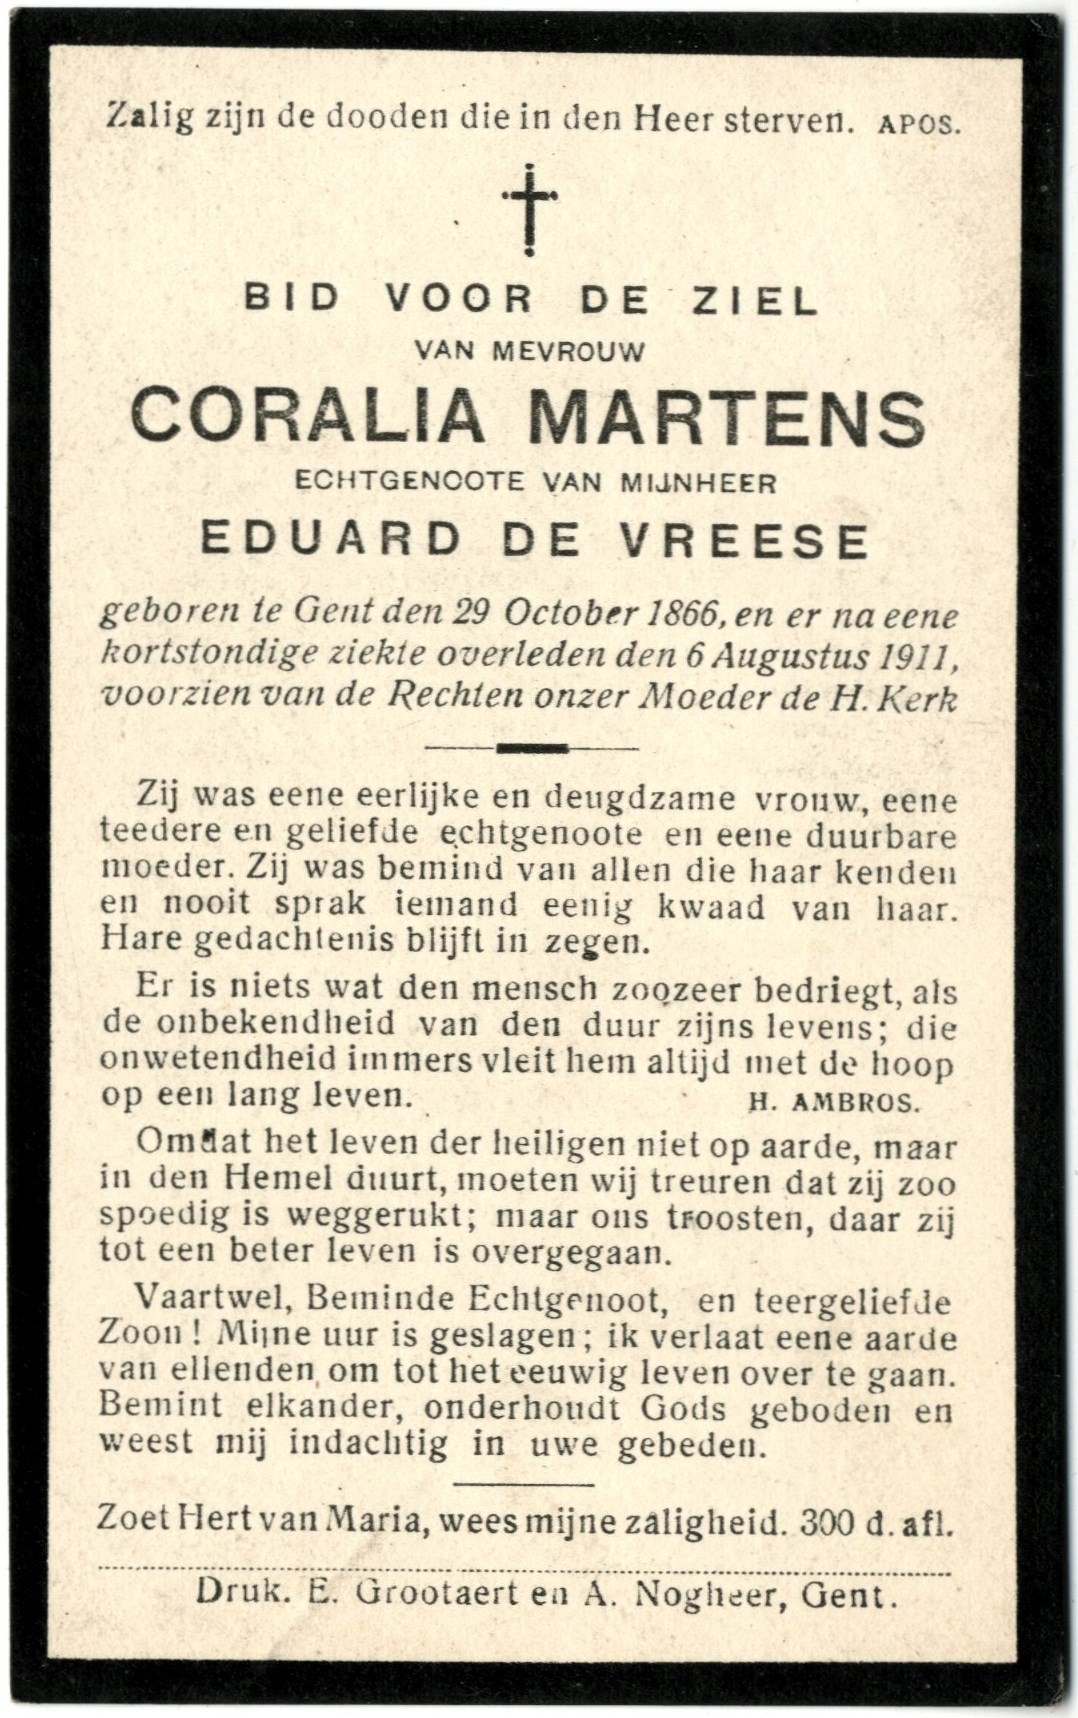 Zalig zijn de dooden die in den Heer sterven. APOS.
BID VOOR DE ZIEL
VAN MEVROUW
CORALIA MARTENS
ECHTGENOOTE VAN MIJNHEER
EDUARD DE VREESE
geboren te Gent den 29 October 1866, en er na eene
kortstondige ziekte overleden den 6 Augustus 1911,
voorzien van de Rechten onzer Moeder de H. Kerk
Zij was eene eerlijke en deugdzame vrouw, eene
teedere en geliefde echtgenoote en eene duurbare
moeder. Zij was bemind van allen die haar kenden
en nooit sprak iemand eenig kwaad van haar.
Hare gedachtenis blijft in zegen.
Er is niets wat den mensch zoozeer bedriegt, als
de onbekendheid van den duur zijns levens; die
onwetendheid immers vleit hem altijd met de hoop
op een lang leven. H. AMBROS.
Omdat het leven der heiligen niet op aarde, maar
in den Hemel duurt, moeten wij treuren dat zij zoo
spoedig is weggerukt; maar ons troosten, daar zij
tot een beter leven is overgegaan.
Vaartwel, Beminde Echtgenoot, en teergeliefde
Zoon! Mijne uur is geslagen; ik verlaat eene aarde
van ellenden om tot het eeuwig leven over te gaan.
Bemint elkander, onderhoudt Gods geboden en
weest mij indachtig in uwe gebeden.
Zoet Hert van Maria, wees mijne zaligheid. 300 d. afl.
Druk. E. Grootaert en A. Nogheer, Gent.